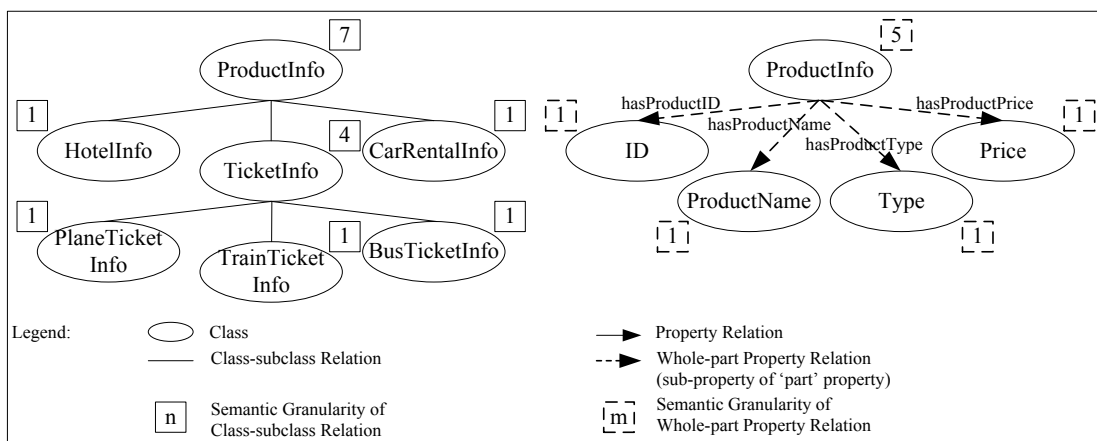 7
ProductInfo
1
HotelInfo
4
TicketInfo
1
CarRentalInfo
1
PlaneTicket
Info
1
TrainTicket
Info
1
BusTicketInfo
5
ProductInfo
hasProductID
hasProductName
hasProductType
hasProductPrice
1
ID
ProductName
1
Type
1
1
Price
Legend:
Class
Class-subclass Relation
n
Semantic Granularity of
Class-subclass Relation
Property Relation
Whole-part Property Relation
(sub-property of ‘part’ property)
m
Semantic Granularity of
Whole-part Property Relation